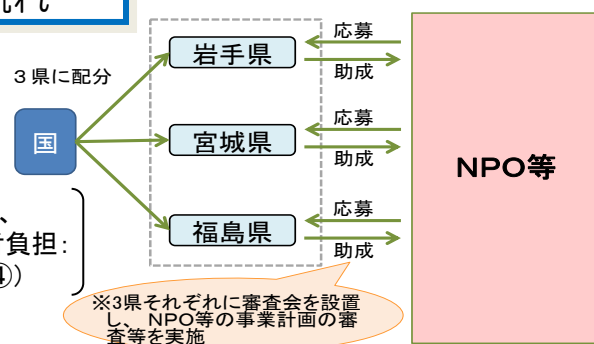 3県に配分
国
岩手県
応募
助成
宮城県
応募
助成
福島県
応募
助成
NPO等
、
負担:
④)
※3県それぞれに審査会を設置
し、NPO等の事業計画の審
査等を実施